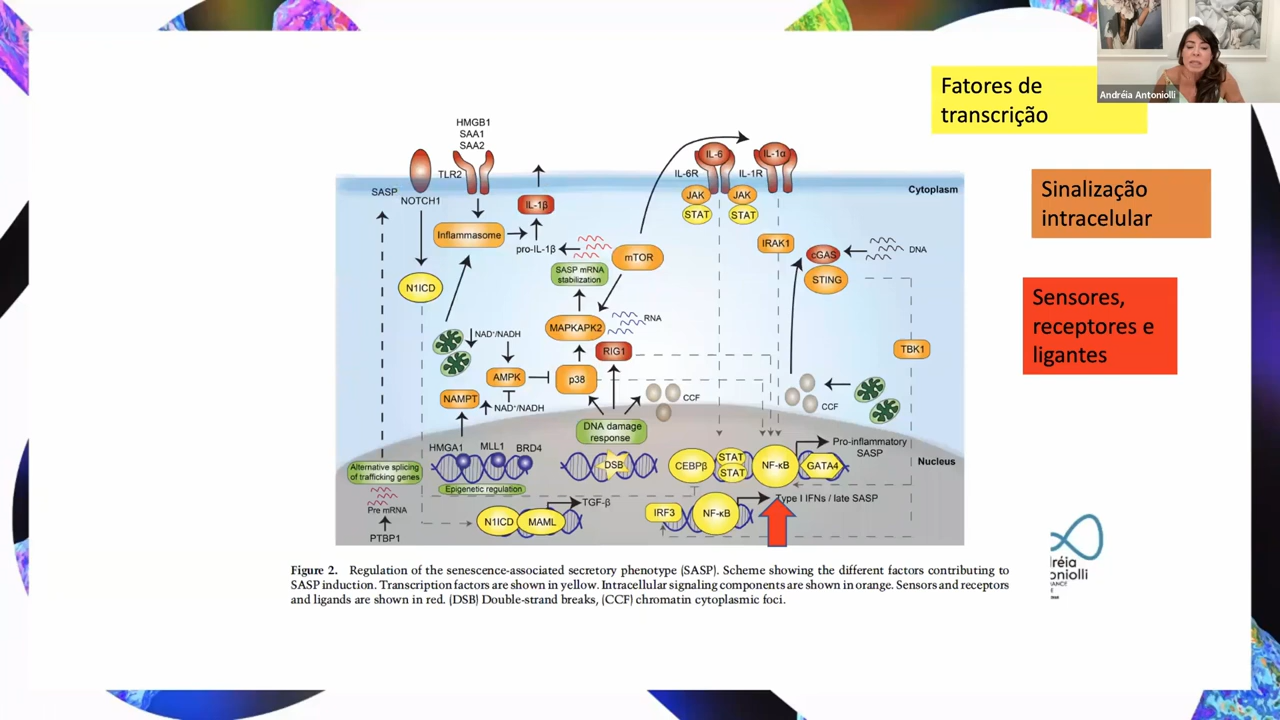 Fatores de
transcrição
Andréia Antoniolli
Sinalização
intracelular
Sensores,
receptores e
ligantes
HMGB1
SAA1
SAA2
TLR2
SASP
NOTCH1
IL-1β
Inflammasome
pro-IL-1β
N1ICD
SASP mRNA
stabilization
mTOR
IL-6
IL-1α
IL-6R
IL-1R
JAK
JAK
STAT
STAT
Cytoplasm
IRAK1
cGAS
DNA
STING
MAPKAPK2
RNA
RIG1
TBK1
NAD⁺/NADH
AMPK
p38
NAMPT
NAD⁺/NADH
CCF
CCF
DNA damage
response
HMGA1
MLL1
BRD4
Epigenetic regulation
Alternative splicing
of trafficking genes
Pre mRNA
PTBP1
DSB
CEBPβ
STAT
STAT
NF-κB
GATA4
Pro-inflammatory
SASP
Nucleus
N1ICD
MAML
TGF-β
IRF3
NF-κB
Type I IFNs / late SASP
Figure 2. Regulation of the senescence-associated secretory phenotype (SASP). Scheme showing the different factors contributing to
SASP induction. Transcription factors are shown in yellow. Intracellular signaling components are shown in orange. Sensors and receptors
and ligands are shown in red. (DSB) Double-strand breaks, (CCF) chromatin cytoplasmic foci.
réia
oniolli